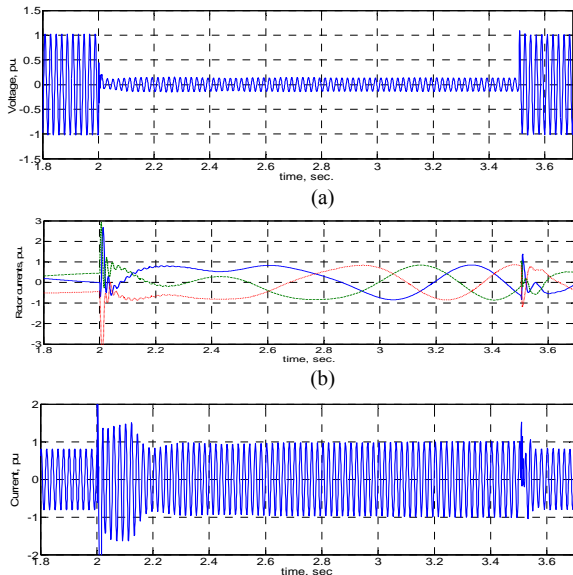 1.5
1
0.5
0
-0.5
-1
-1.5
Voltage, p.u.
1.8 2 2.2 2.4 2.6 2.8 3 3.2 3.4 3.6
time, sec.
(a)
3
2
1
0
-1
-2
-3
Rotor currents, p.u.
1.8 2 2.2 2.4 2.6 2.8 3 3.2 3.4 3.6
time, sec.
(b)
2
1
0
-1
-2
Current, pu
1.8 2 2.2 2.4 2.6 2.8 3 3.2 3.4 3.6
time, sec